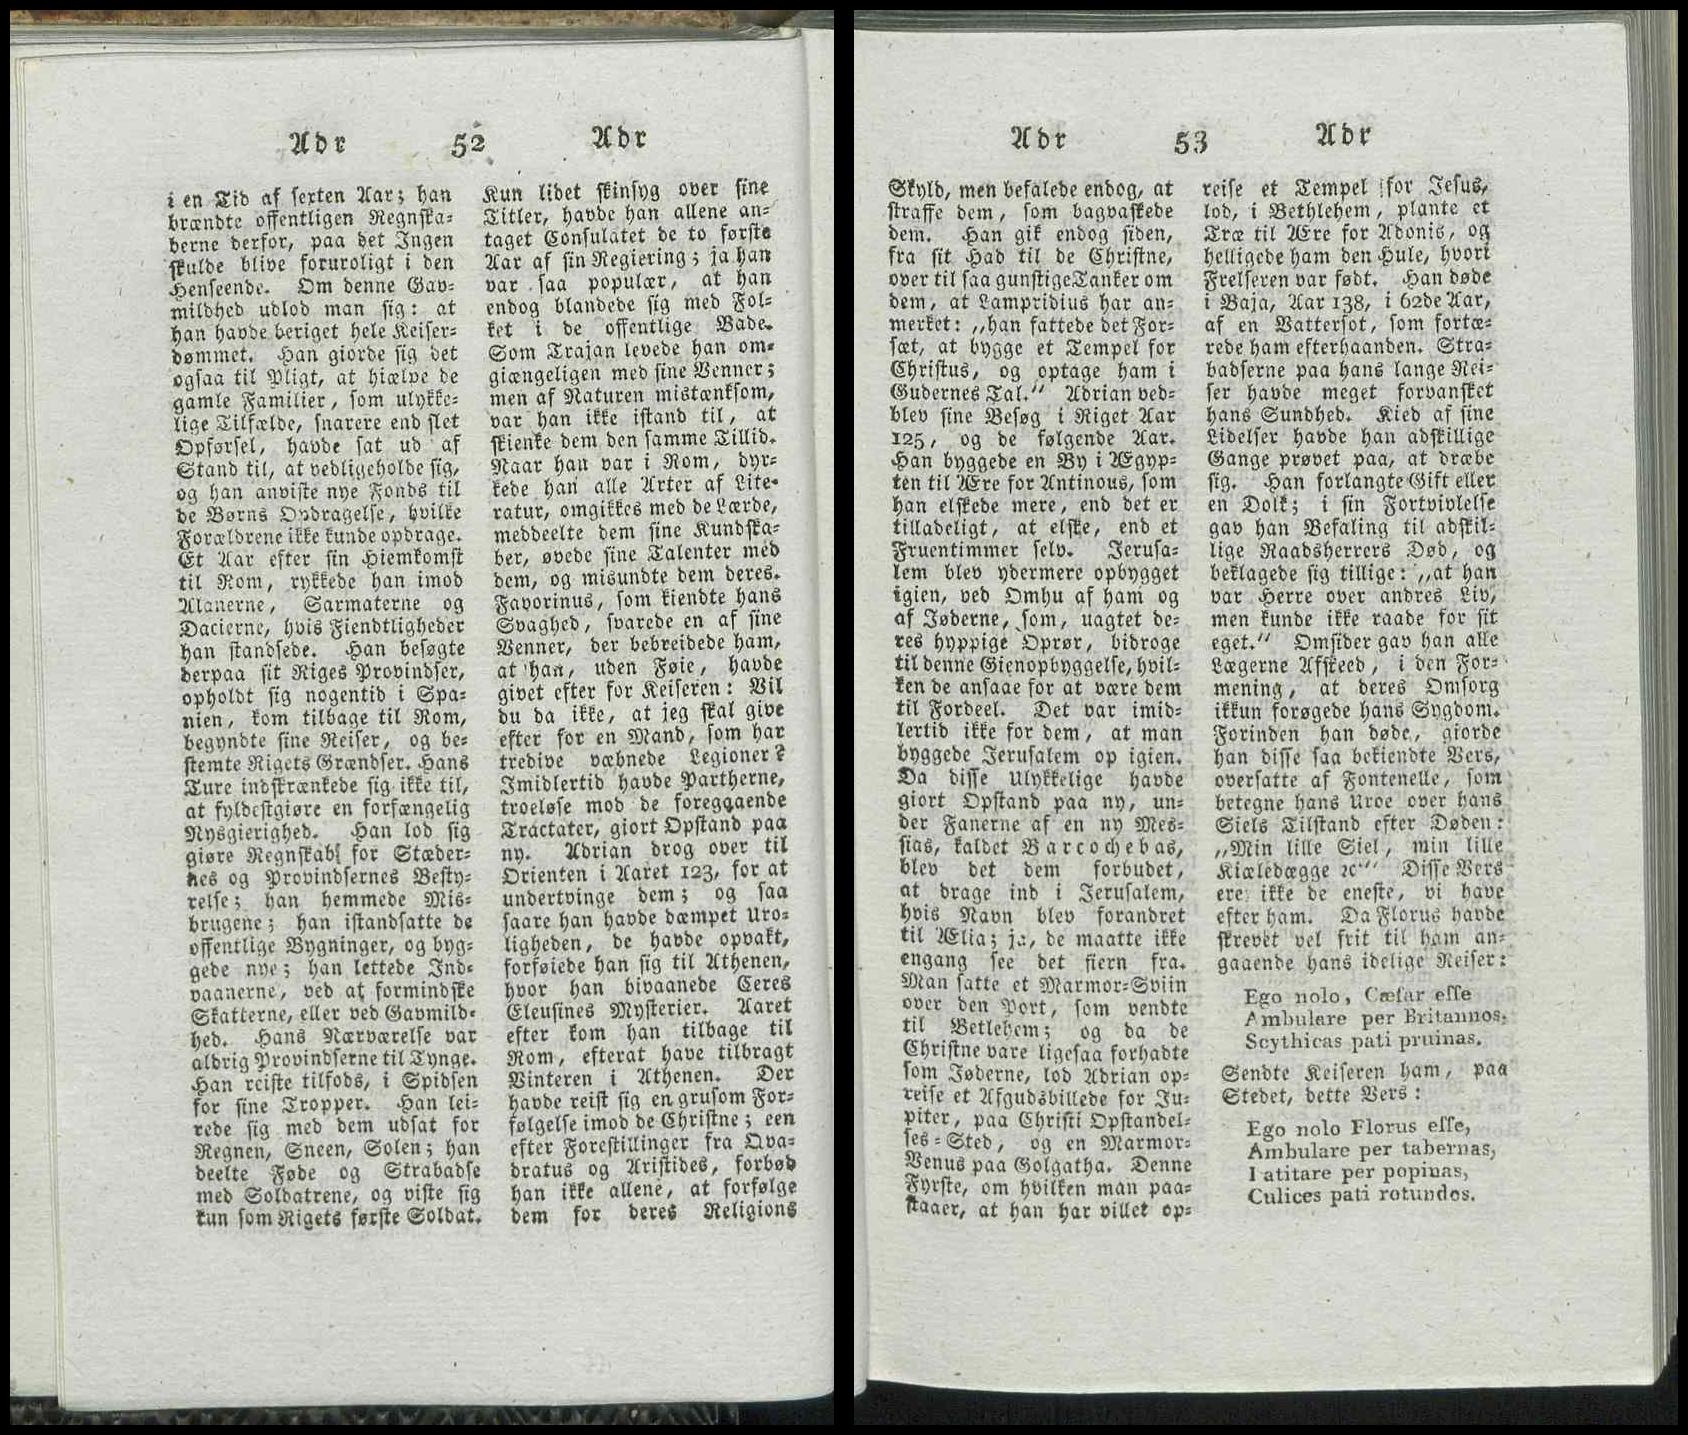 Adr 52 Adr
i en Tid af sexten Aar; han
brændte offentligen Regnska-
berne derfor, paa det Ingen
skulde blive foruroligt i den
Henseende. Om denne Gav-
mildhed udlod man sig: at
han havde beriget hele Keiser-
dømmet. Han giorde sig det
ogsaa til Pligt, at hiælpe de
gamle Familier, som ulykke-
lige Tilfælde, snarere end slet
Opførsel, havde sat ud af
Stand til, at vedligeholde sig,
og han anviste nye Fonds til
de Børns Opdragelse, hvilke
Forældrene ikke kunde opdrage.
Et Aar efter sin Hiemkomst
til Rom, rykkede han imod
Alanerne, Sarmaterne og
Dacierne, hvis Fiendtligheder
han standsede. Han besøgte
derpaa sit Riges Provindser,
opholdt sig nogentid i Spa-
nien, kom tilbage til Rom,
begyndte sine Reiser, og be-
stemte Rigets Grændser. Hans
Ture indskrænkede sig ikke til,
at fyldestgiøre en forfængelig
Nysgierighed. Han lod sig
giøre Regnskab for Stæder-
nes og Provindsernes Besty-
relse; han hemmede Mis-
brugene; han istandsatte de
offentlige Bygninger, og byg-
gede nye; han lettede Ind-
vaanerne, ved at formindske
Skatterne, eller ved Gavmild-
hed. Hans Nærværelse var
aldrig Provindserne til Tynge.
Han reiste tilfods, i Spidsen
for sine Tropper. Han lei-
rede sig med dem udsat for
Regnen, Sneen, Solen; han
deelte Føde og Strabadse
med Soldatrene, og viste sig
kun som Rigets første Soldat.
Kun lidet skinsyg over sine
Titler, havde han allene an-
taget Consulatet de to første
Aar af sin Regiering; ja han
var saa populær, at han
endog blandede sig med Fol-
ket i de offentlige Bade.
Som Trajan levede han om-
giængeligen med sine Venner;
men af Naturen mistænksom,
var han ikke istand til, at
skienke dem den samme Tillid.
Naar han var i Rom, dyr-
kede han alle Arter af Lite-
ratur, omgikkes med de Lærde,
meddeelte dem sine Kundska-
ber, øvede sine Talenter med
dem, og misundte dem deres.
Favorinus, som kiendte hans
Svaghed, svarede en af sine
Venner, der bebreidede ham,
at han, uden Føie, havde
givet efter for Keiseren: Vil
du da ikke, at jeg skal give
efter for en Mand, som har
tredive væbnede Legioner?
Imidlertid havde Partherne,
troeløse mod de foregaaende
Tractater, giort Opstand paa
ny. Adrian drog over til
Orienten i Aaret 123, for at
undertvinge dem; og saa
saare han havde dæmpet Uro-
ligheden, de havde opvakt,
forføiede han sig til Athenen,
hvor han bivaanede Ceres
Eleusines Mysterier. Aaret
efter kom han tilbage til
Rom, efterat have tilbragt
Vinteren i Athenen. Der
havde reist sig en grusom For-
følgelse imod de Christne; een
efter Forestillinger fra Qva-
dratus og Aristides, forbød
han ikke allene, at forfølge
dem for deres Religions
Adr 53 Adr
Skyld, men befalede endog, at
straffe dem, som bagvaskede
dem. Han gik endog siden,
fra sit Had til de Christne,
over til saa gunstige Tanker om
dem, at Lampridius har an-
merket: „han fattede det For-
sæt, at bygge et Tempel for
Christus, og optage ham i
Gudernes Tal.“ Adrian ved-
blev sine Besøg i Riget Aar
125, og de følgende Aar.
Han byggede en By i Ægyp-
ten til Ære for Antinous, som
han elskede mere, end det er
tilladeligt, at elske, end et
Fruentimmer selv. Jerusa-
lem blev ydermere opbygget
igien, ved Omhu af ham og
af Jøderne, som, uagtet de-
res hyppige Oprør, bidroge
til denne Gienopbyggelse, hvil-
ken de ansaae for at være dem
til Fordeel. Det var imid-
lertid ikke for dem, at man
byggede Jerusalem op igien.
Da disse Ulykkelige havde
giort Opstand paa ny, un-
der Fanerne af en ny Mes-
sias, kaldet Barcochebas,
blev det dem forbudet,
at drage ind i Jerusalem,
hvis Navn blev forandret
til Ælia; ja, de maatte ikke
engang see det fiern fra.
Man satte et Marmor-Sviin
over den Port, som vendte
til Betlehem; og da de
Christne vare ligesaa forhadte
som Jøderne, lod Adrian op-
reise et Afgudsbillede for Ju-
piter, paa Christi Opstandel-
ses-Sted, og en Marmor-
Venus paa Golgatha. Denne
Fyrste, om hvilken man paa-
staaer, at han har villet op-
reise et Tempel for Jesus,
lod, i Bethlehem, plante et
Træ til Ære for Adonis, og
helligede ham den Hule, hvori
Frelseren var født. Han døde
i Baja, Aar 138, i 62de Aar,
af en Vattersot, som fortæ-
rede ham efterhaanden. Stra-
badserne paa hans lange Rei-
ser havde meget forvansket
hans Sundhed. Kied af sine
Lidelser havde han adskillige
Gange prøvet paa, at dræbe
sig. Han forlangte Gift eller
en Dolk; i sin Fortvivlelse
gav han Befaling til adskil-
lige Raadsherrers Død, og
beklagede sig tillige: „at han
var Herre over andres Liv,
men kunde ikke raade for sit
eget.“ Omsider gav han alle
Lægerne Afskeed, i den For-
mening, at deres Omsorg
ikkun forøgede hans Sygdom.
Forinden han døde, giorde
han disse saa bekiendte Vers,
oversatte af Fontenelle, som
betegne hans Uroe over hans
Siels Tilstand efter Døden:
„Min lille Siel, min lille
Kiæledægge ꝛc“ Disse Vers
ere ikke de eneste, vi have
efter ham. Da Florus havde
skrevet vel frit til ham an-
gaaende hans idelige Reiser:
Ego nolo, Cæsar esse
Ambulare per Britannos,
Scythicas pati pruinas.
Sendte Keiseren ham, paa
Stedet, dette Vers:
Ego nolo Florus esse,
Ambulare per tabernas,
Latitare per popinas,
Culices pati rotundos.